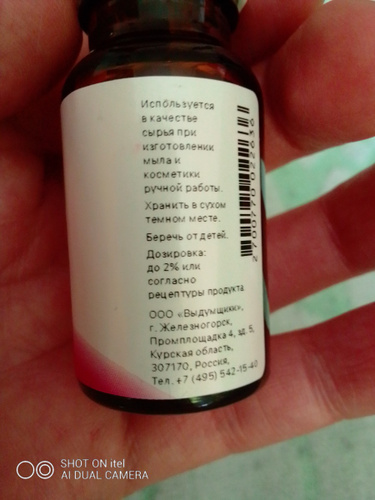 Используется
в качестве
сырья при
изготовлении
мыла и
косметики
ручной работы.
Хранить в сухом
темном месте.
Беречь от детей.
Дозировка:
до 2% или
согласно
рецептуры продукта
ООО «Выдумщики»,
г. Железногорск,
Промплощадка 4, зд. 5,
Курская область,
307170, Россия,
Тел. +7 (495) 542-15-40
2700770022636
SHOT ON itel
AI DUAL CAMERA